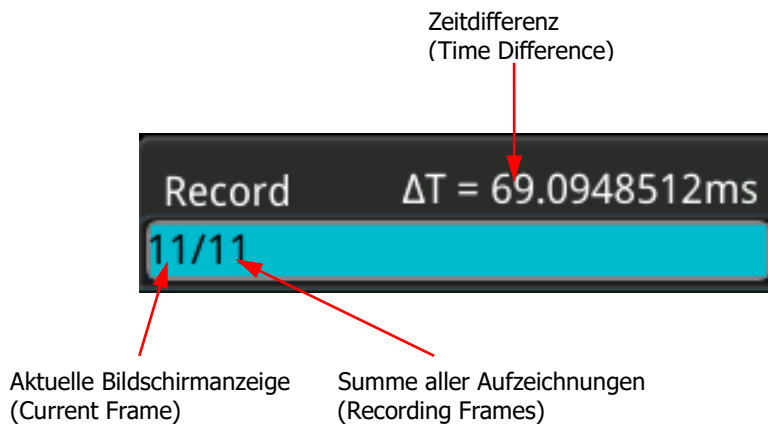 Zeitdifferenz
(Time Difference)
Record ΔT = 69.0948512ms
11/11
Aktuelle Bildschirmanzeige
(Current Frame)
Summe aller Aufzeichnungen
(Recording Frames)